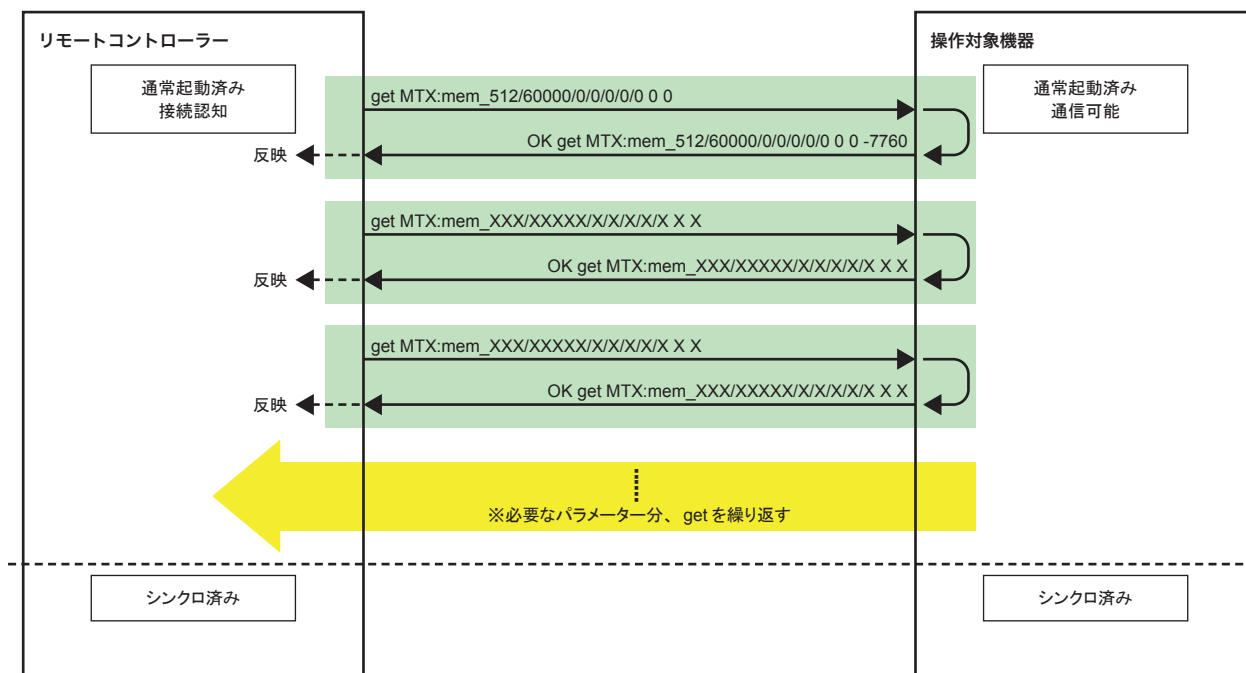 リモートコントローラー
操作対象機器
通常起動済み
接続認知
通常起動済み
通信可能
get MTX:mem_512/60000/0/0/0/0/0 0 0
OK get MTX:mem_512/60000/0/0/0/0/0 0 0 -7760
反映
get MTX:mem_XXX/XXXXX/X/X/X/X/X X X
OK get MTX:mem_XXX/XXXXX/X/X/X/X/X X X
反映
get MTX:mem_XXX/XXXXX/X/X/X/X/X X X
OK get MTX:mem_XXX/XXXXX/X/X/X/X/X X X
反映
※必要なパラメーター分、get を繰り返す
シンクロ済み
シンクロ済み